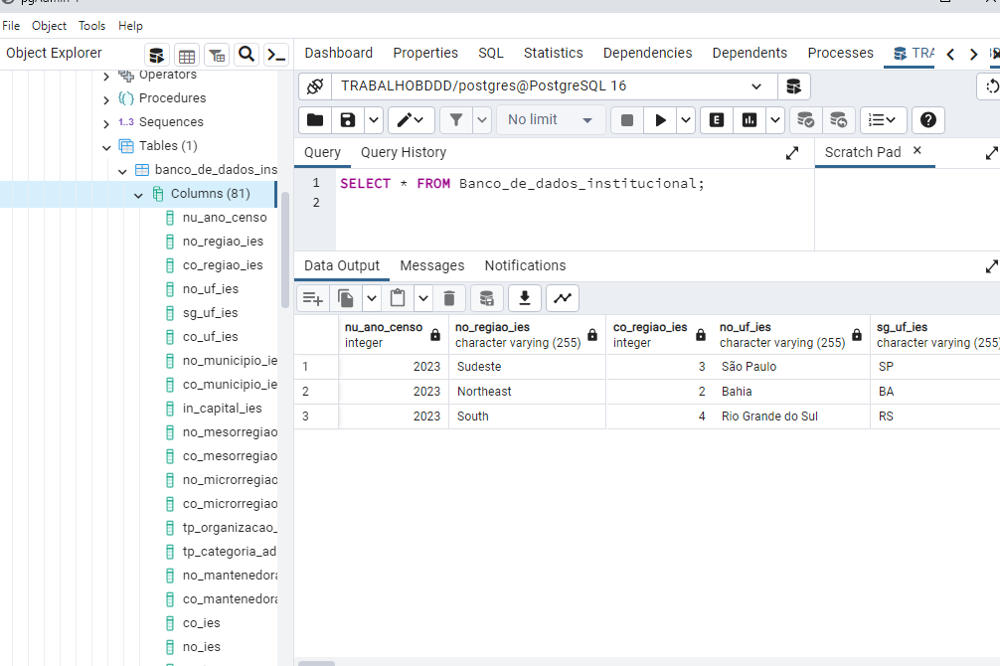 File Object Tools Help
Object Explorer
Dashboard Properties SQL Statistics Dependencies Dependents Processes TRA
TRABALHOBDDD/postgres@PostgreSQL 16
No limit
E
Query Query History
Scratch Pad
1 SELECT * FROM Banco_de_dados_institucional;
2
Data Output Messages Notifications
nu_ano_censo no_regiao_ies co_regiao_ies no_uf_ies sg_uf_ies
integer character varying (255) integer character varying (255) character varying (255)
1 2023 Sudeste 3 São Paulo SP
2 2023 Northeast 2 Bahia BA
3 2023 South 4 Rio Grande do Sul RS
Operators
Procedures
1..3 Sequences
Tables (1)
banco_de_dados_ins
Columns (81)
nu_ano_censo
no_regiao_ies
co_regiao_ies
no_uf_ies
sg_uf_ies
co_uf_ies
no_municipio_ie
co_municipio_ie
in_capital_ies
no_mesorregiao
co_mesorregiao
no_microrregiao
co_microrregiao
tp_organizacao_
tp_categoria_ad
no_mantenedora
co_mantenedora
co_ies
no_ies